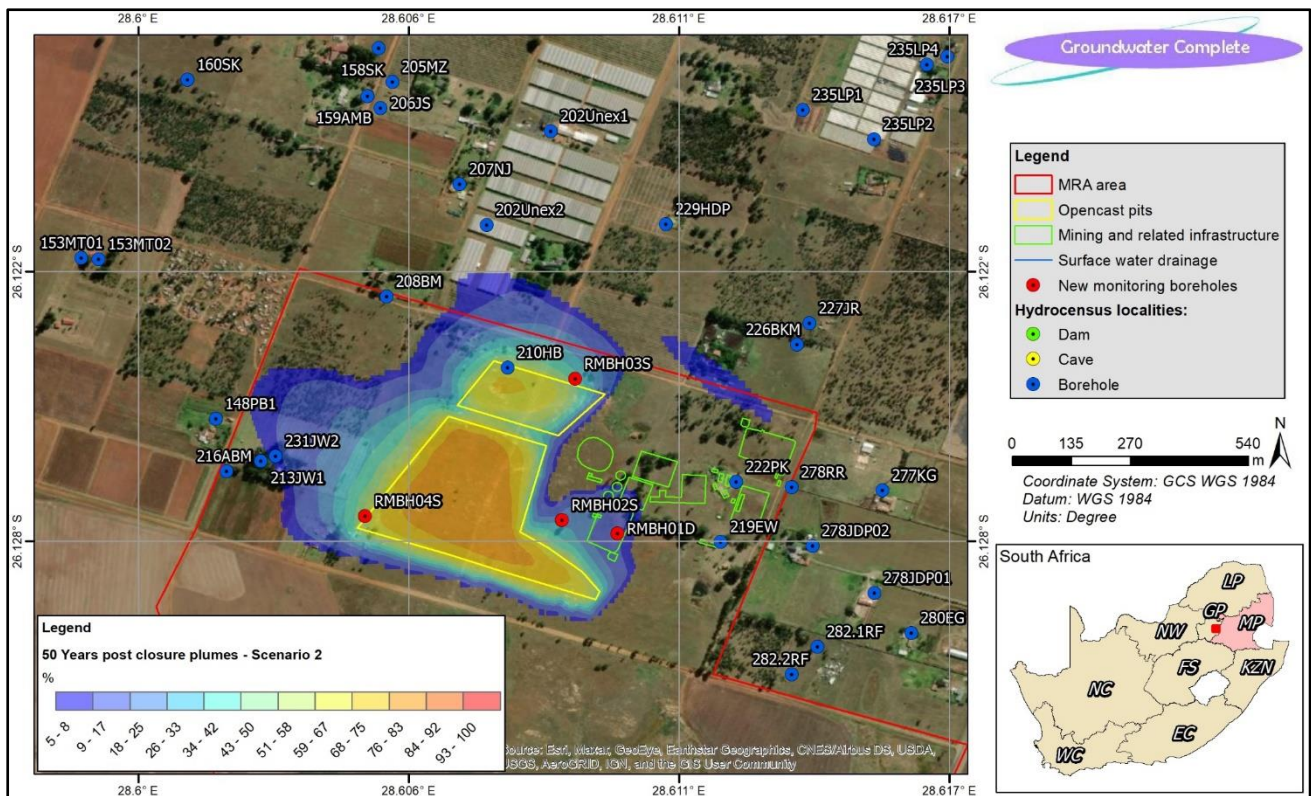 28.6° E
28.606° E
28.611° E
28.617° E
160SK
158SK
205MZ
159AMB
206JS
202Unex1
235LP4
235LP3
235LP1
235LP2
207NJ
202Unex2
229HDP
153MT01
153MT02
26.122° S
26.122° S
208BM
227JR
226BKM
210HB
RMBH03S
148PB1
231JW2
216ABM
213JW1
222PK
278RR
277KG
RMBH04S
RMBH02S
RMBH01D
219EW
26.128° S
26.128° S
278JDP02
278JDP01
280EG
282.1RF
282.2RF
Legend
50 Years post closure plumes - Scenario 2
%
5 - 8
9 - 17
18 - 25
26 - 33
34 - 42
43 - 50
51 - 58
59 - 67
68 - 75
76 - 83
84 - 92
93 - 100
Source: Esri, Maxar, GeoEye, Earthstar Geographics, CNES/Airbus DS, USDA,
USGS, AeroGRID, IGN, and the GIS User Community
28.6° E
28.606° E
28.611° E
28.617° E
Groundwater Complete
Legend
MRA area
Opencast pits
Mining and related infrastructure
Surface water drainage
New monitoring boreholes
Hydrocensus localities:
Dam
Cave
Borehole
N
0 135 270 540
m
Coordinate System: GCS WGS 1984
Datum: WGS 1984
Units: Degree
South Africa
LP
GP
MP
NW
FS
KZN
NC
EC
WC